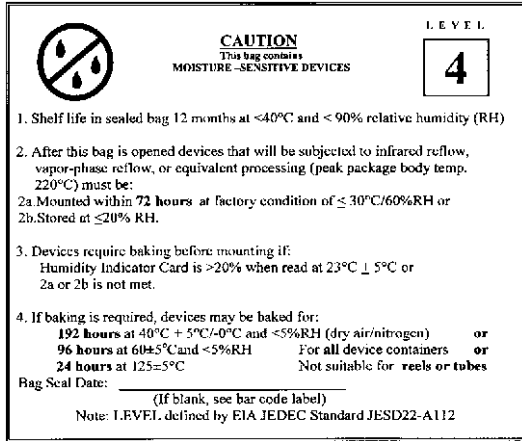 LEVEL
CAUTION
This bag contains
MOISTURE –SENSITIVE DEVICES
4
1. Shelf life in sealed bag 12 months at <40°C and < 90% relative humidity (RH)
2. After this bag is opened devices that will be subjected to infrared reflow,
vapor-phase reflow, or equivalent processing (peak package body temp.
220°C) must be:
2a.Mounted within 72 hours at factory condition of ≤ 30°C/60%RH or
2b.Stored at ≤20% RH.
3. Devices require baking before mounting if:
Humidity Indicator Card is >20% when read at 23°C ± 5°C or
2a or 2b is not met.
4. If baking is required, devices may be baked for:
192 hours at 40°C + 5°C/-0°C and <5%RH (dry air/nitrogen) or
96 hours at 60±5°Cand <5%RH For all device containers or
24 hours at 125±5°C Not suitable for reels or tubes
Bag Seal Date:
(If blank, see bar code label)
Note: LEVEL defined by EIA JEDEC Standard JESD22-A112